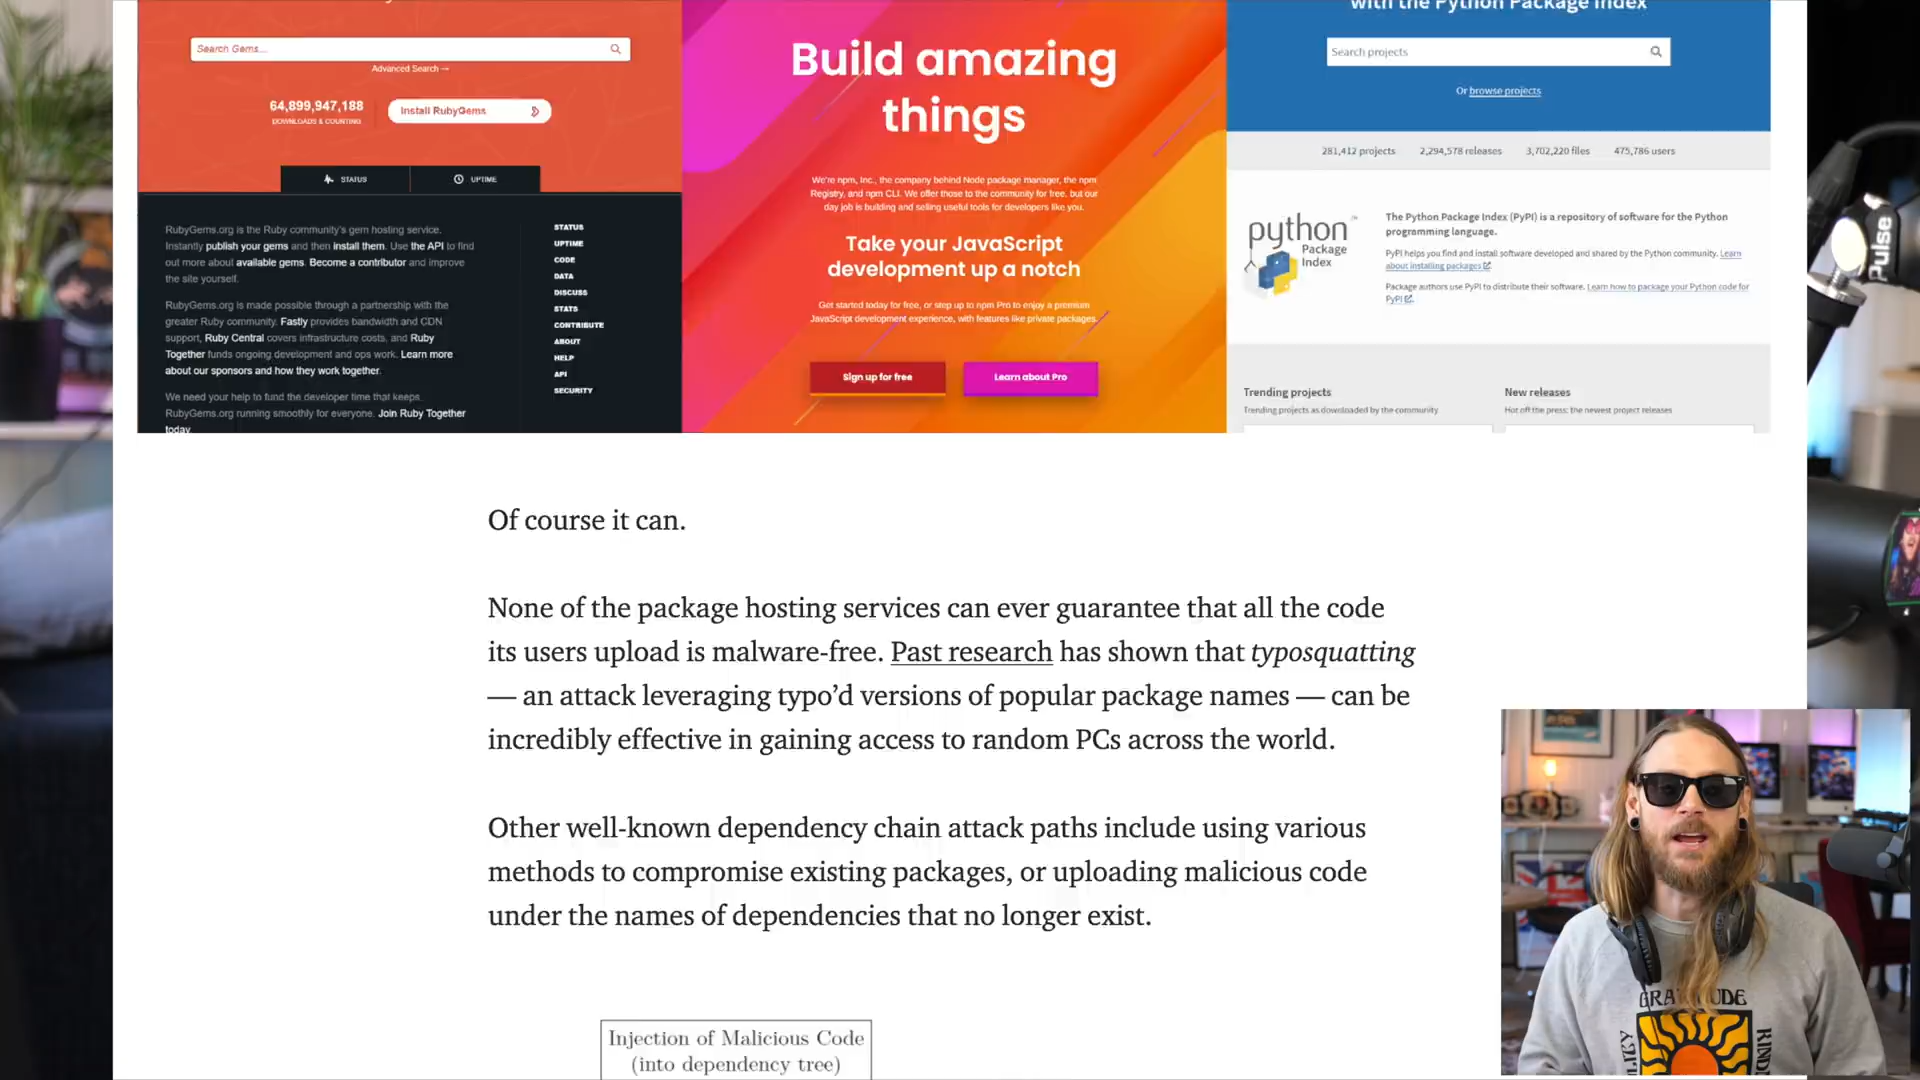 Search Gems...
Advanced Search →
64,899,947,188
DOWNLOADS & COUNTING
Install RubyGems
STATUS
UPTIME
RubyGems.org is the Ruby community's gem hosting service.
Instantly publish your gems and then install them. Use the API to find
out more about available gems. Become a contributor and improve
the site yourself.
RubyGems.org is made possible through a partnership with the
greater Ruby community. Fastly provides bandwidth and CDN
support, Ruby Central covers infrastructure costs, and Ruby
Together funds ongoing development and ops work. Learn more
about our sponsors and how they work together.
We need your help to fund the developer time that keeps
RubyGems.org running smoothly for everyone. Join Ruby Together
today.
STATUS
UPTIME
CODE
DATA
DISCUSS
STATS
CONTRIBUTE
ABOUT
HELP
API
SECURITY
Build amazing
things
We're npm, Inc., the company behind Node package manager, the npm
Registry, and npm CLI. We offer those to the community for free, but our
day job is building and selling useful tools for developers like you.
Take your JavaScript
development up a notch
Get started today for free, or step up to npm Pro to enjoy a premium
JavaScript development experience, with features like private packages.
Sign up for free
Learn about Pro
with the Python Package Index
Search projects
Or browse projects
281,412 projects
2,294,578 releases
3,702,220 files
475,786 users
python
Package
Index
The Python Package Index (PyPI) is a repository of software for the Python
programming language.
PyPI helps you find and install software developed and shared by the Python community. Learn
about installing packages
Package authors use PyPI to distribute their software. Learn how to package your Python code for
PyPI
Trending projects
Trending projects as downloaded by the community
New releases
Hot off the press: the newest project releases
Pulse
Of course it can.
None of the package hosting services can ever guarantee that all the code
its users upload is malware-free. Past research has shown that typosquatting
— an attack leveraging typo'd versions of popular package names — can be
incredibly effective in gaining access to random PCs across the world.
Other well-known dependency chain attack paths include using various
methods to compromise existing packages, or uploading malicious code
under the names of dependencies that no longer exist.
Injection of Malicious Code
(into dependency tree)
GRATITUDE